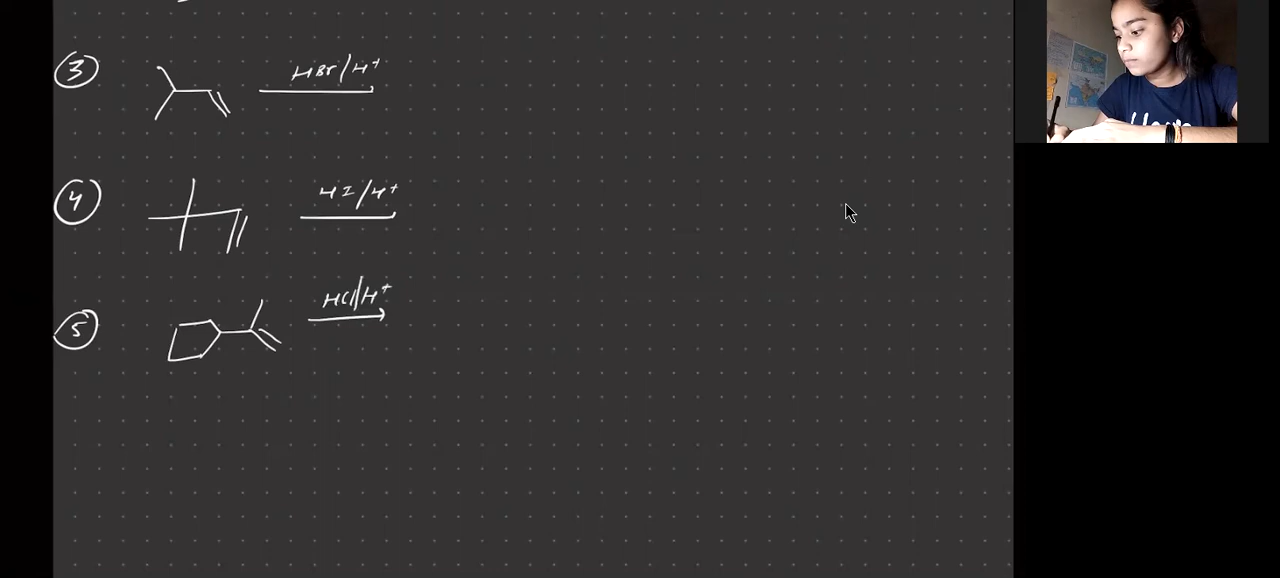 ③ HBr/H⁺
④ HI/H⁺
⑤ HCl/H⁺